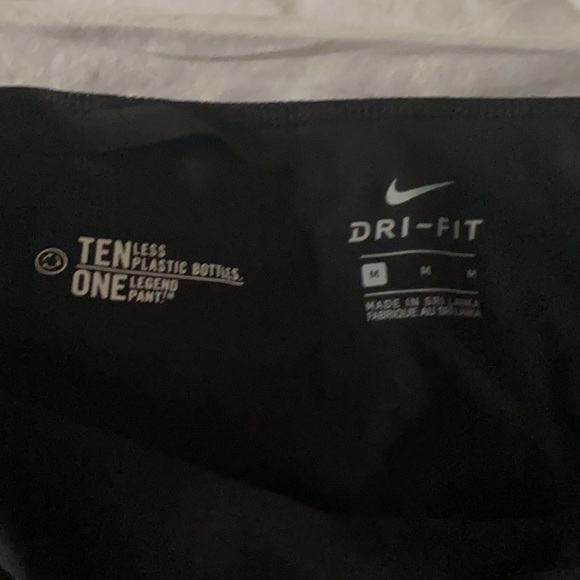 TEN LESS
PLASTIC BOTTLES.
ONE LEGEND
PANT!™
DRI-FIT
M M M
MADE IN SRI LANKA
FABRIQUE AU SRI LANKA